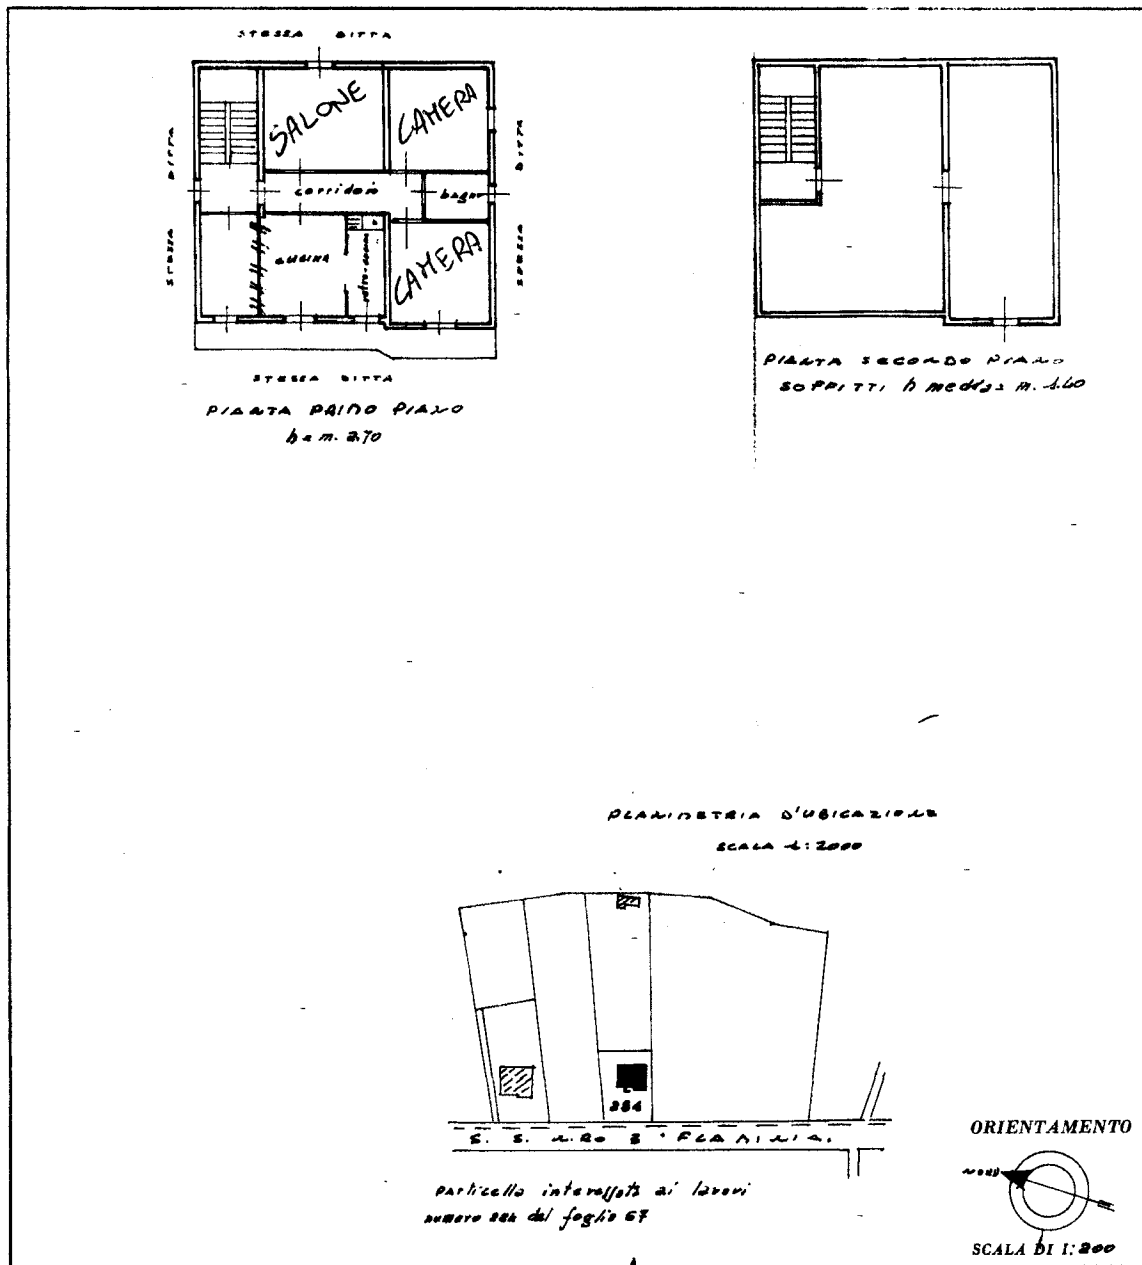 STESSA DITTA
SALONE
CAMERA
DITTA
DITTA
corridoio
bagno
STESSA
STESSA
CUCINA
CAMERA
STESSA DITTA
PIANTA PRIMO PIANO
h = m. 2.70
PIANTA SECONDO PIANO
SOFFITTI h media = m. 1.60
PLANIMETRIA D'UBICAZIONE
SCALA 1:2000
284
S. S. N.RO 3 FLAMINIA.
particella interessata ai lavori
numero 284 del foglio 67
ORIENTAMENTO
NORD
SCALA DI 1:200